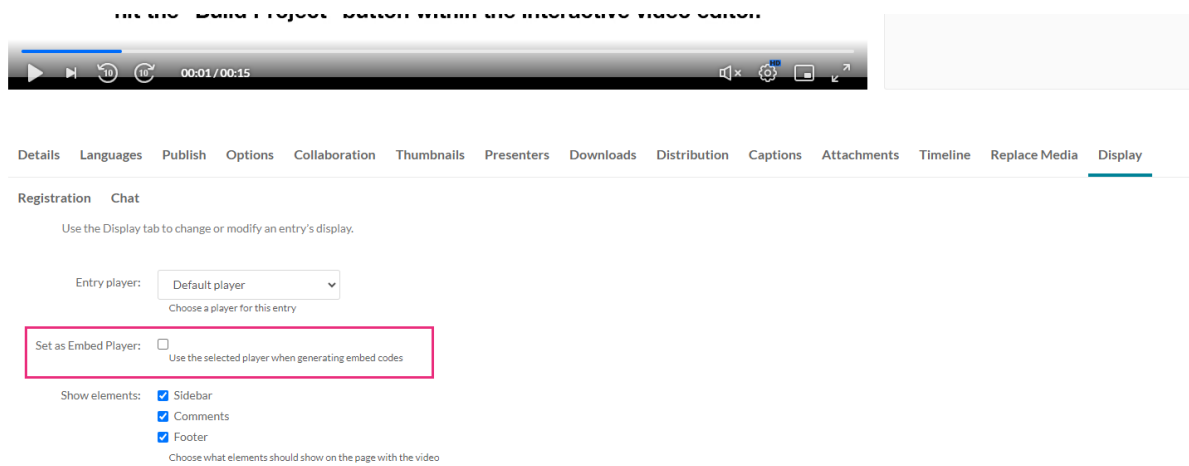 hit the "Build Project" button within the interactive video editor.
10 10 00:01 / 00:15 HD
Details Languages Publish Options Collaboration Thumbnails Presenters Downloads Distribution Captions Attachments Timeline Replace Media Display
Registration Chat
Use the Display tab to change or modify an entry's display.
Entry player: Default player
Choose a player for this entry
Set as Embed Player:
Use the selected player when generating embed codes
Show elements: Sidebar
Comments
Footer
Choose what elements should show on the page with the video